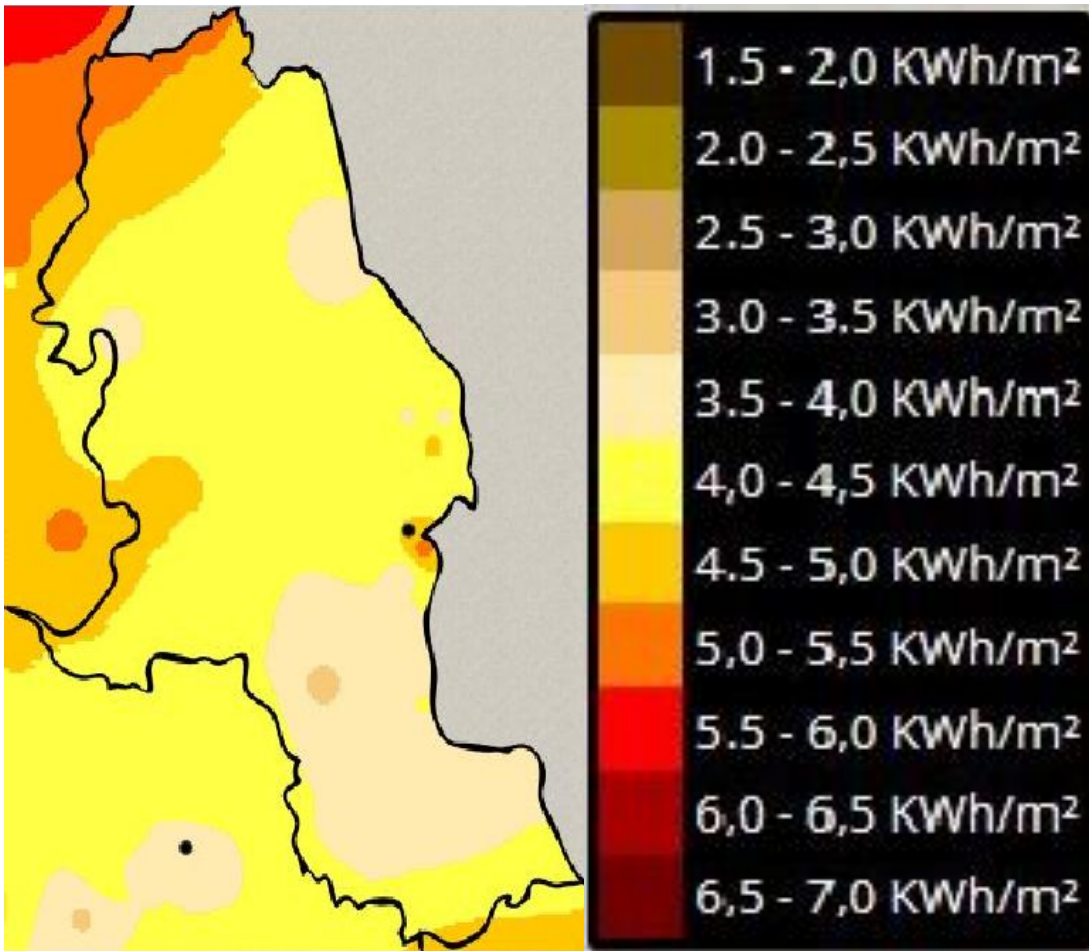 1.5 - 2,0 KWh/m²
2.0 - 2,5 KWh/m²
2.5 - 3,0 KWh/m²
3.0 - 3.5 KWh/m²
3.5 - 4,0 KWh/m²
4,0 - 4,5 KWh/m²
4.5 - 5,0 KWh/m²
5,0 - 5,5 KWh/m²
5.5 - 6,0 KWh/m²
6,0 - 6,5 KWh/m²
6,5 - 7,0 KWh/m²